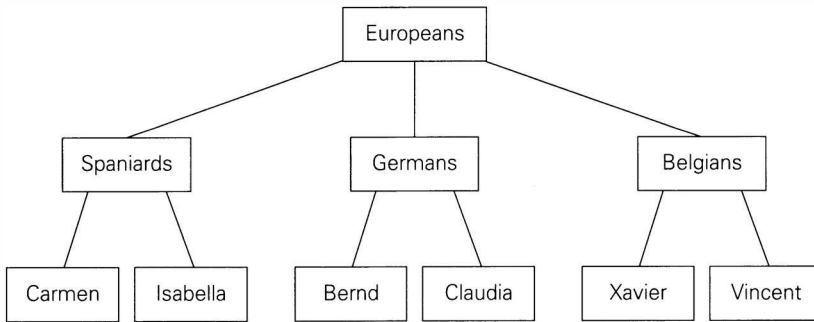 Europeans
Spaniards
Germans
Belgians
Carmen
Isabella
Bernd
Claudia
Xavier
Vincent